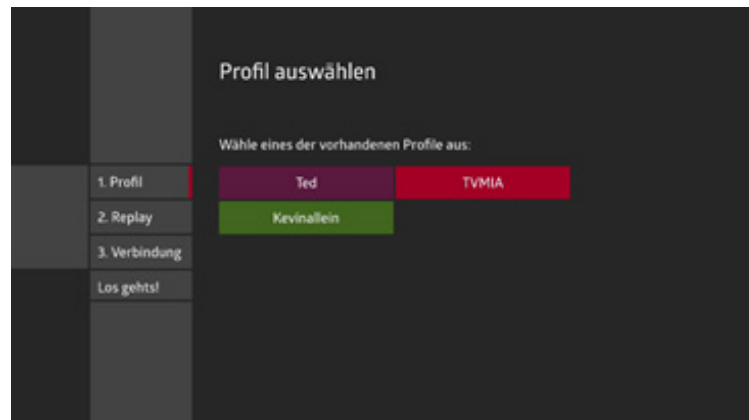 Profil auswählen
Wähle eines der vorhandenen Profile aus:
1. Profil
Ted
TVMIA
2. Replay
Kevinallein
3. Verbindung
Los gehts!